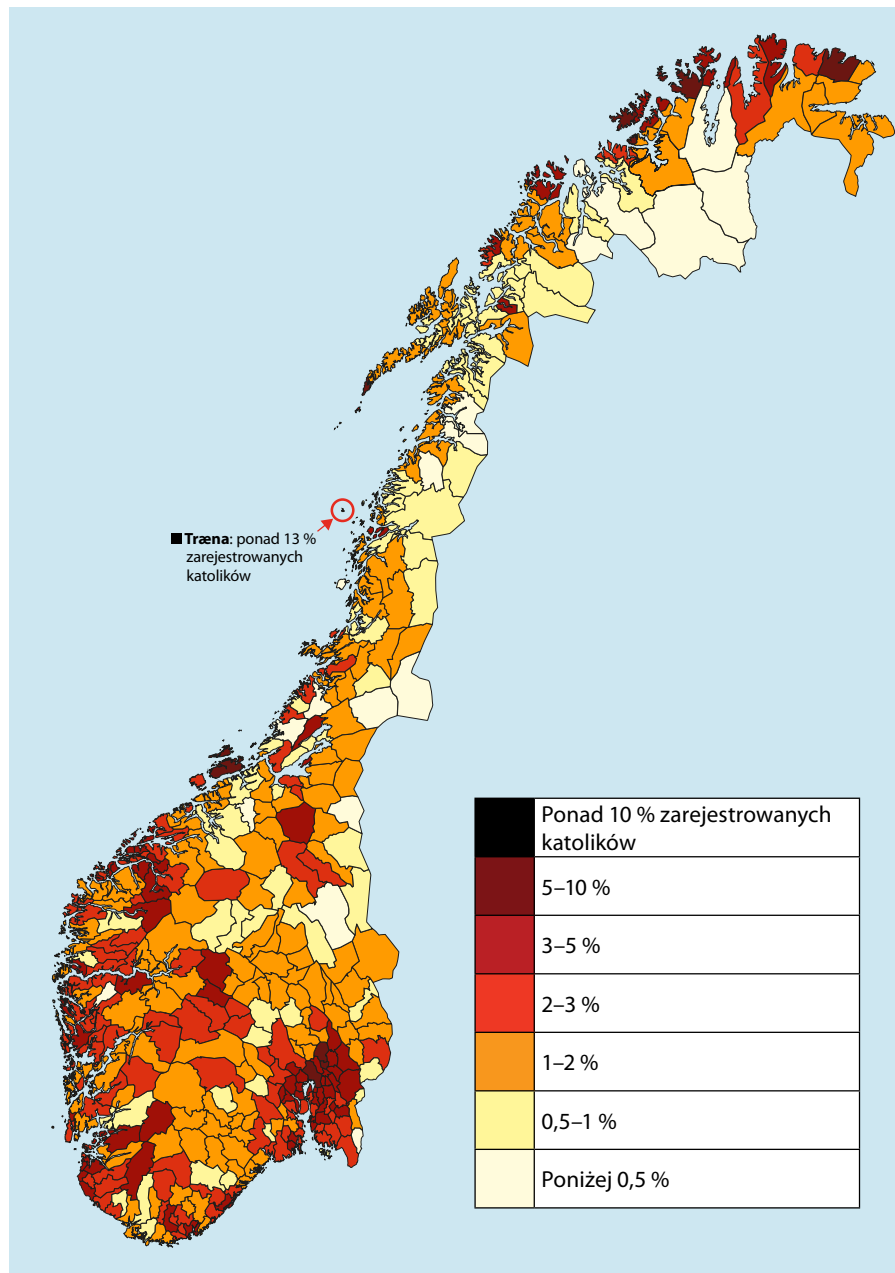 Træna: ponad 13 %
zarejestrowanych
katolików
Ponad 10 % zarejestrowanych
katolików
5–10 %
3–5 %
2–3 %
1–2 %
0,5–1 %
Poniżej 0,5 %